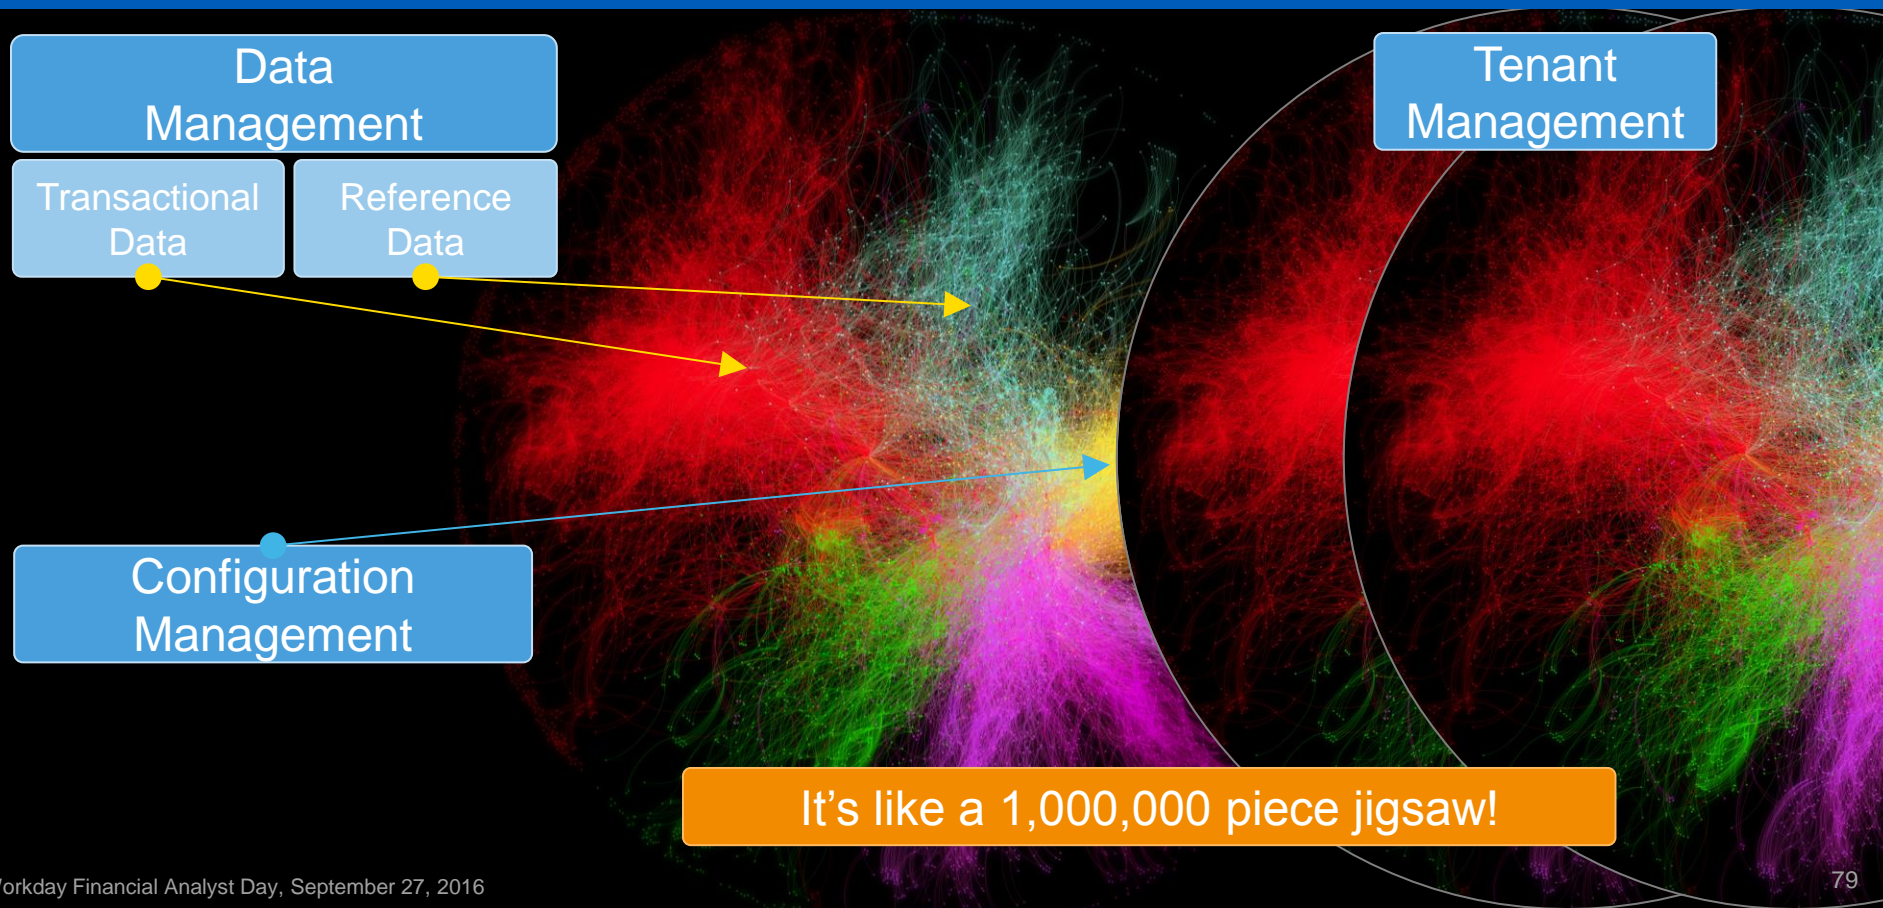 Data
Management
Transactional
Data
Reference
Data
Tenant
Management
Configuration
Management
It’s like a 1,000,000 piece jigsaw!
orkday Financial Analyst Day, September 27, 2016
79